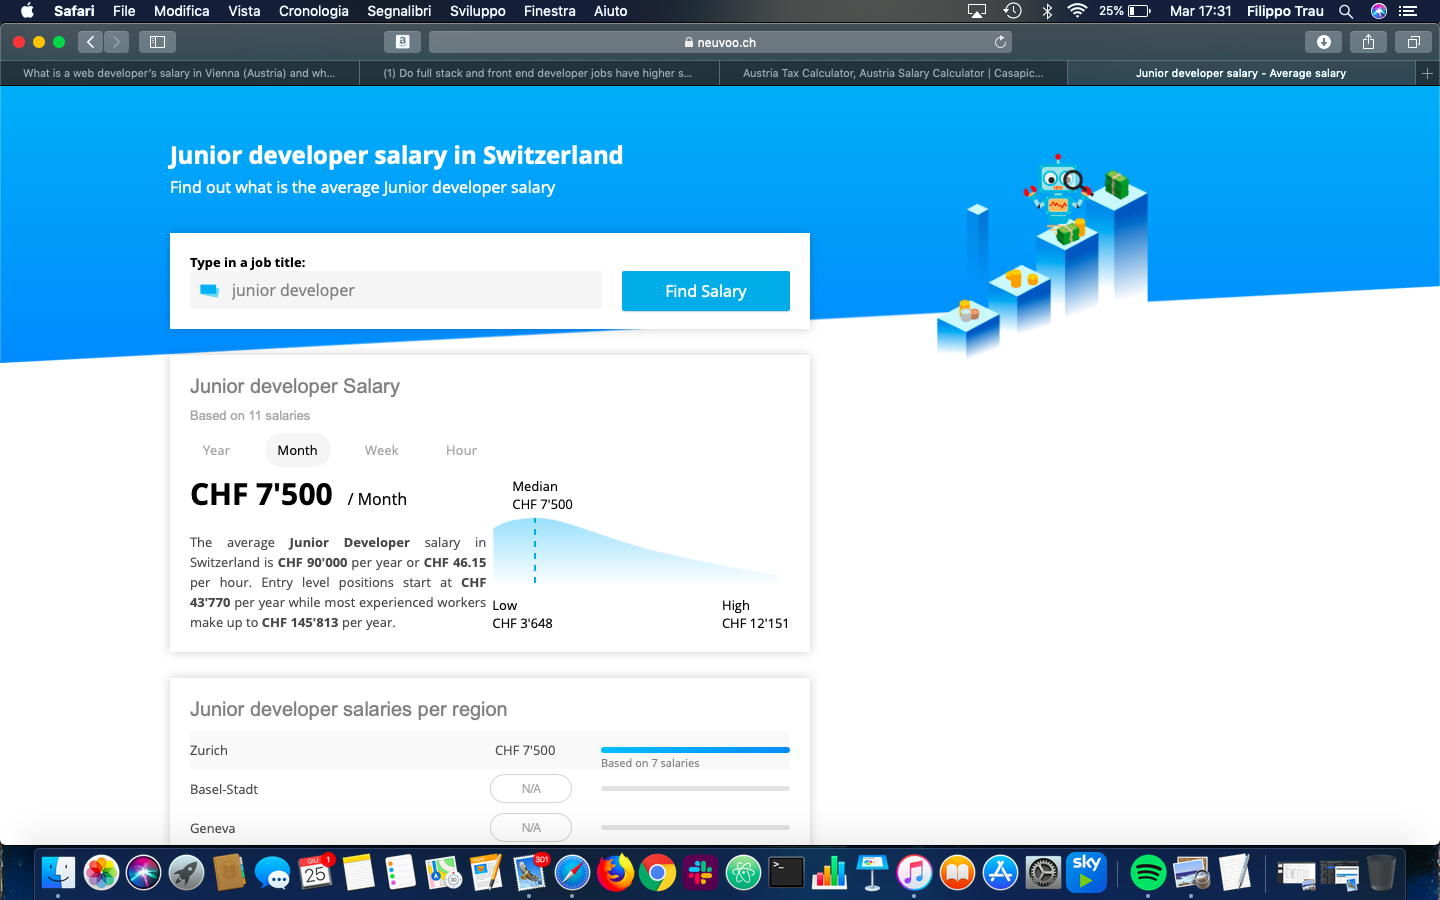 Safari File Modifica Vista Cronologia Segnalibri Sviluppo Finestra Aiuto 25% Mar 17:31 Filippo Trau
neuvoo.ch
What is a web developer's salary in Vienna (Austria) and wh...
(1) Do full stack and front end developer jobs have higher s...
Austria Tax Calculator, Austria Salary Calculator | Casapic...
Junior developer salary - Average salary
Junior developer salary in Switzerland
Find out what is the average Junior developer salary
Type in a job title:
junior developer
Find Salary
Junior developer Salary
Based on 11 salaries
Year Month Week Hour
CHF 7'500 / Month
The average Junior Developer salary in
Switzerland is CHF 90'000 per year or CHF 46.15
per hour. Entry level positions start at CHF
43'770 per year while most experienced workers
make up to CHF 145'813 per year.
Median
CHF 7'500
Low
CHF 3'648
High
CHF 12'151
Junior developer salaries per region
Zurich CHF 7'500
Based on 7 salaries
Basel-Stadt N/A
Geneva N/A
GIU
25
1
301
sky